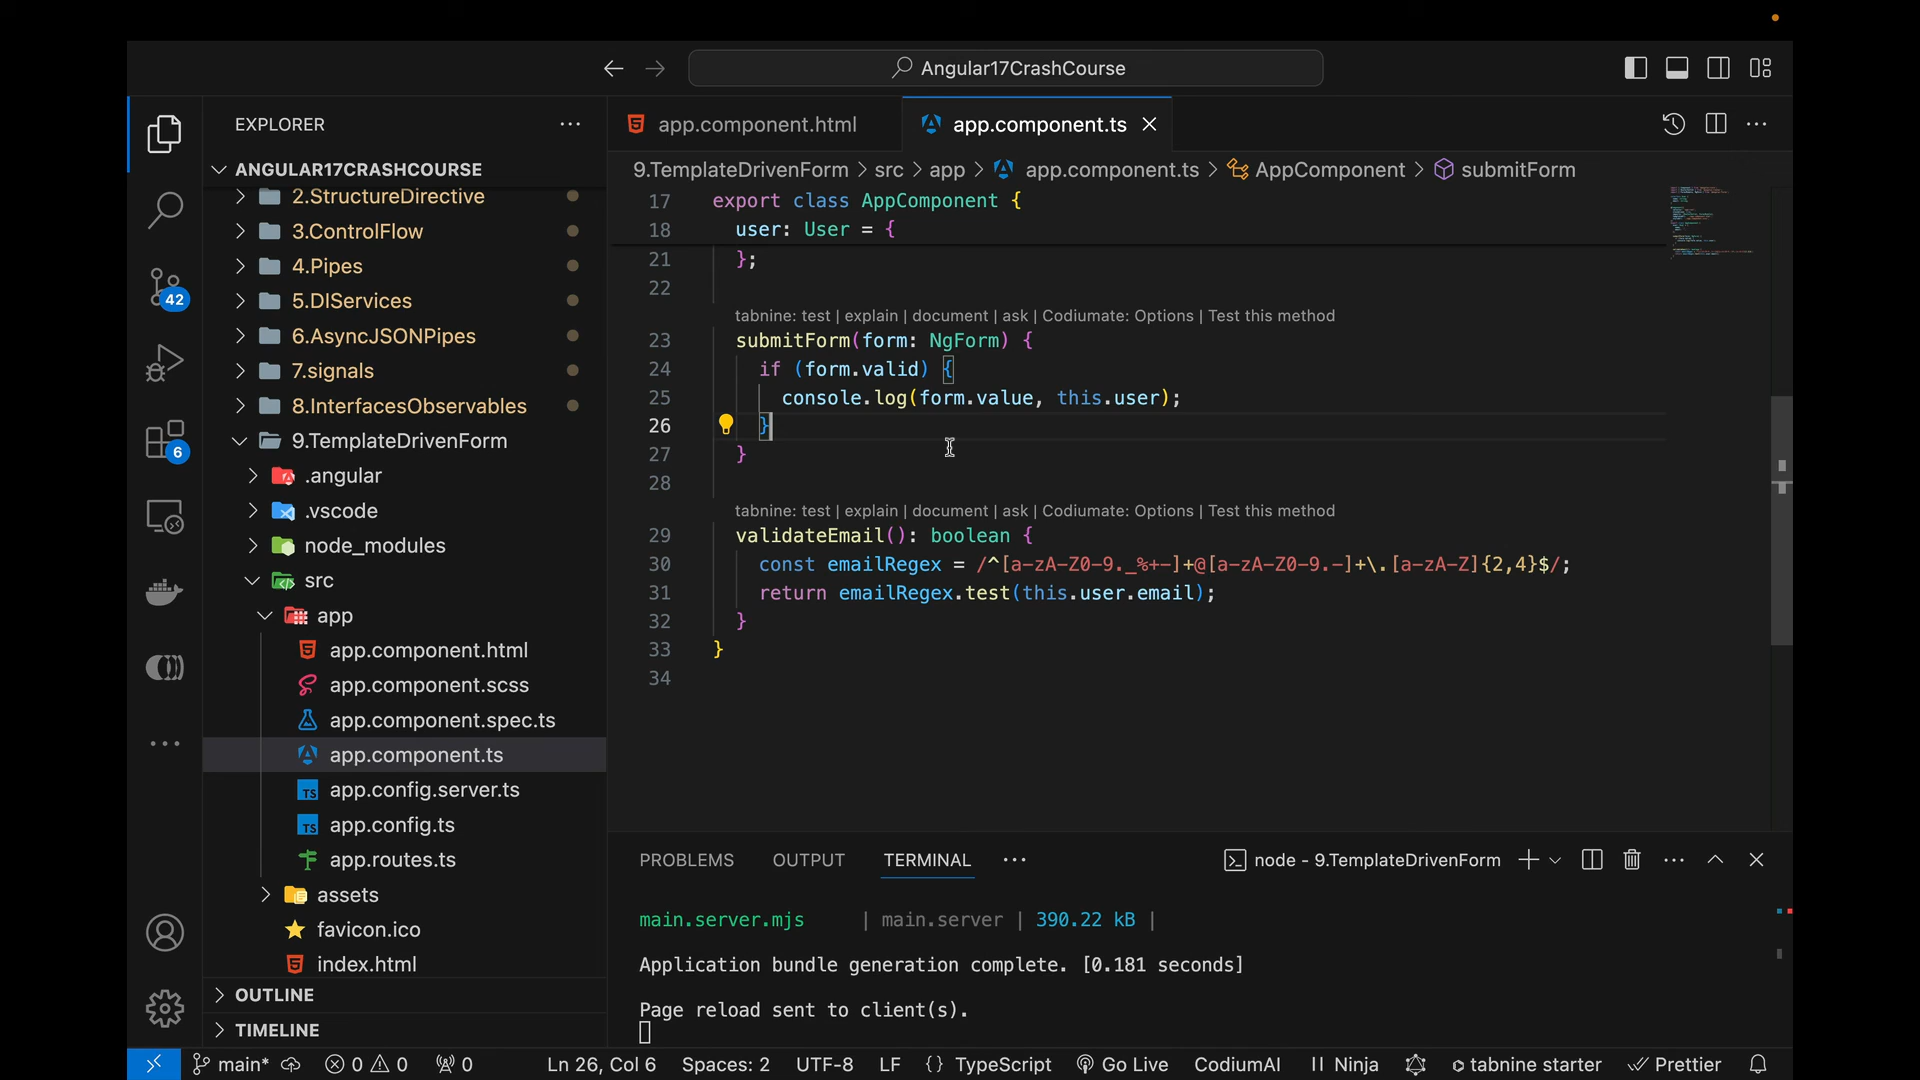 Angular17CrashCourse
EXPLORER
ANGULAR17CRASHCOURSE
2.StructureDirective
3.ControlFlow
4.Pipes
5.DIServices
6.AsyncJSONPipes
7.signals
8.InterfacesObservables
9.TemplateDrivenForm
.angular
.vscode
node_modules
src
app
app.component.html
app.component.scss
app.component.spec.ts
app.component.ts
app.config.server.ts
app.config.ts
app.routes.ts
assets
favicon.ico
index.html
OUTLINE
TIMELINE
42
6
app.component.html
app.component.ts
9.TemplateDrivenForm > src > app > app.component.ts > AppComponent > submitForm
17 export class AppComponent {
18 user: User = {
21 };
22
tabnine: test | explain | document | ask | Codiumate: Options | Test this method
23 submitForm(form: NgForm) {
24 if (form.valid) {
25 console.log(form.value, this.user);
26 }
27 }
28
tabnine: test | explain | document | ask | Codiumate: Options | Test this method
29 validateEmail(): boolean {
30 const emailRegex = /^[a-zA-Z0-9._%+-]+@[a-zA-Z0-9.-]+\.[a-zA-Z]{2,4}$/;
31 return emailRegex.test(this.user.email);
32 }
33 }
34
PROBLEMS OUTPUT TERMINAL
node - 9.TemplateDrivenForm
main.server.mjs | main.server | 390.22 kB |
Application bundle generation complete. [0.181 seconds]
Page reload sent to client(s).
main* 0 0 0 Ln 26, Col 6 Spaces: 2 UTF-8 LF {} TypeScript Go Live CodiumAI Ninja tabnine starter Prettier